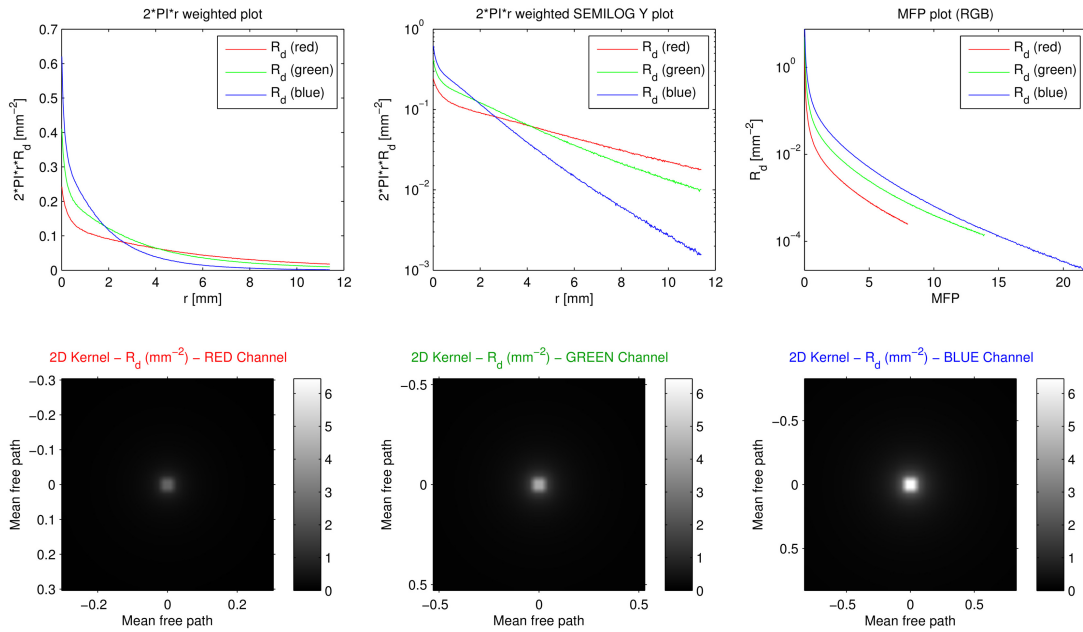 2*PI*r weighted plot
0.7
0.6
0.5
0.4
0.3
0.2
0.1
0
2*PI*r*R_d [mm^−2]
R_d (red)
R_d (green)
R_d (blue)
0 2 4 6 8 10 12 14
r [mm]
2*PI*r weighted SEMILOG Y plot
10^0
10^−1
10^−2
10^−3
2*PI*r*R_d [mm^−2]
R_d (red)
R_d (green)
R_d (blue)
0 2 4 6 8 10 12
r [mm]
MFP plot (RGB)
10^0
10^−2
10^−4
R_d [mm^−2]
R_d (red)
R_d (green)
R_d (blue)
0 5 10 15 20
MFP
2D Kernel − R_d (mm^−2) − RED Channel
−0.3
−0.2
−0.1
0
0.1
0.2
0.3
Mean free path
−0.2 0 0.2
Mean free path
6
5
4
3
2
1
0
2D Kernel − R_d (mm^−2) − GREEN Channel
−0.5
0
0.5
Mean free path
−0.5 0 0.5
Mean free path
6
5
4
3
2
1
0
2D Kernel − R_d (mm^−2) − BLUE Channel
−0.5
0
0.5
Mean free path
−0.5 0 0.5
Mean free path
6
5
4
3
2
1
0